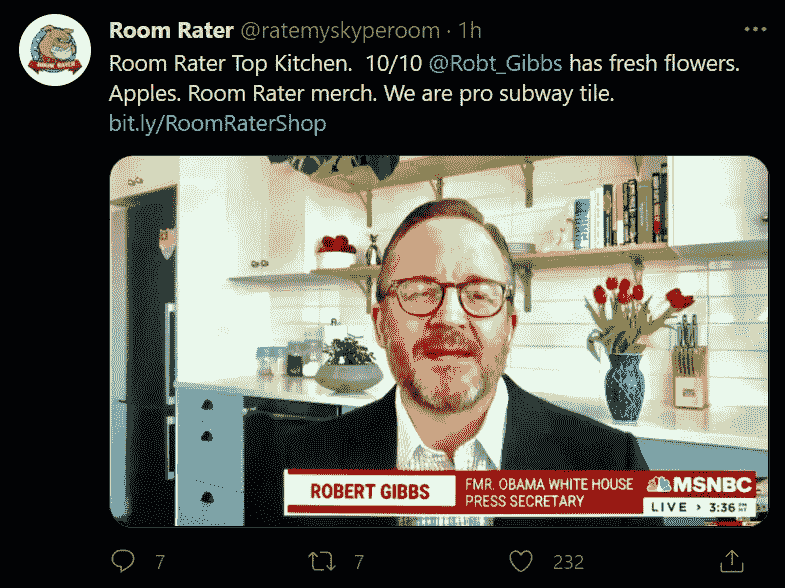 Room Rater @ratemyskyperoom · 1h
Room Rater Top Kitchen. 10/10 @Robt_Gibbs has fresh flowers.
Apples. Room Rater merch. We are pro subway tile.
bit.ly/RoomRaterShop
ROBERT GIBBS
FMR. OBAMA WHITE HOUSE
PRESS SECRETARY
MSNBC
LIVE > 3:36
7
7
232